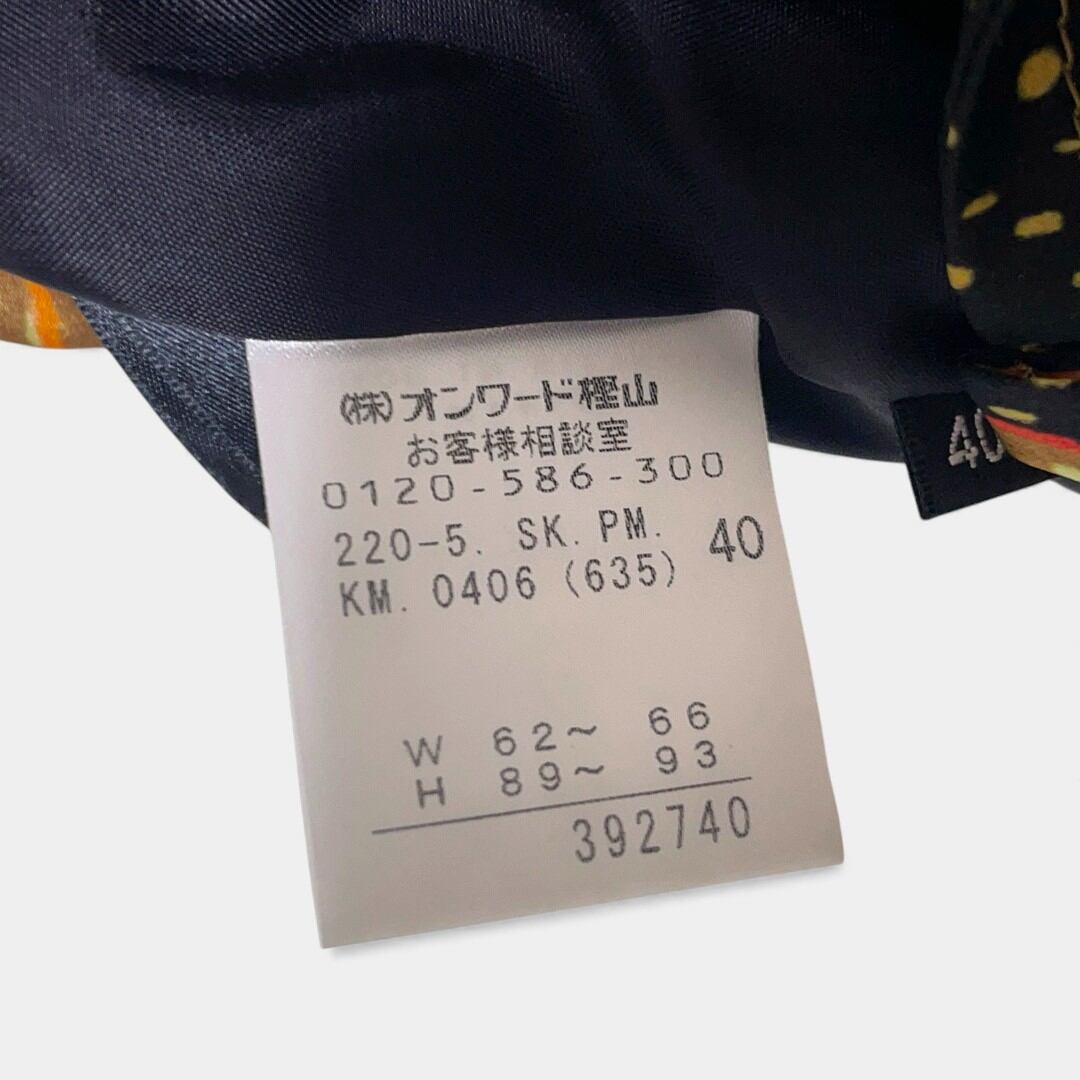 (株)オンワード樫山
お客様相談室
0120-586-300
220-5. SK. PM. 40
KM. 0406 (635)
W 62〜 66
H 89〜 93
392740
40